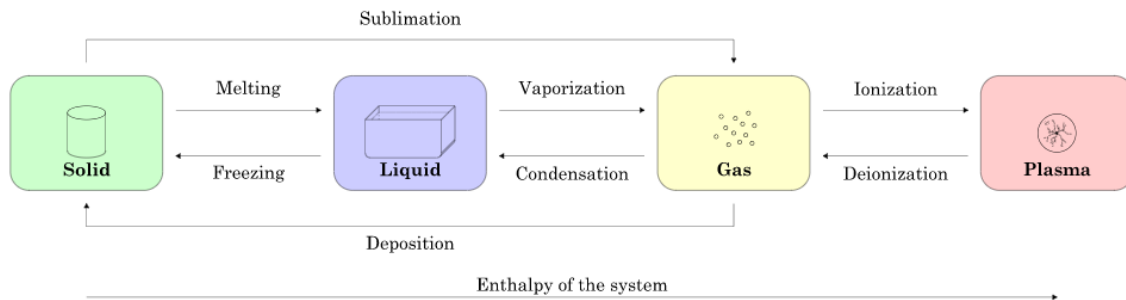 Sublimation
Melting
Vaporization
Ionization
Solid
Liquid
Gas
Plasma
Freezing
Condensation
Deionization
Deposition
Enthalpy of the system